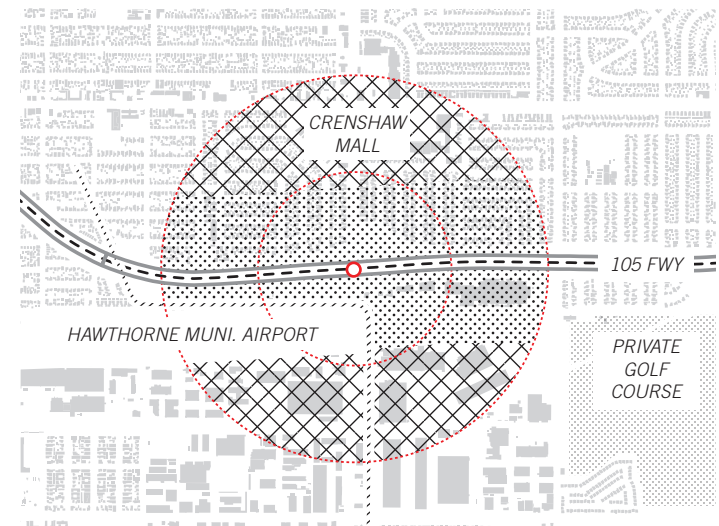 CRENSHAW
MALL
105 FWY
HAWTHORNE MUNI. AIRPORT
PRIVATE
GOLF
COURSE